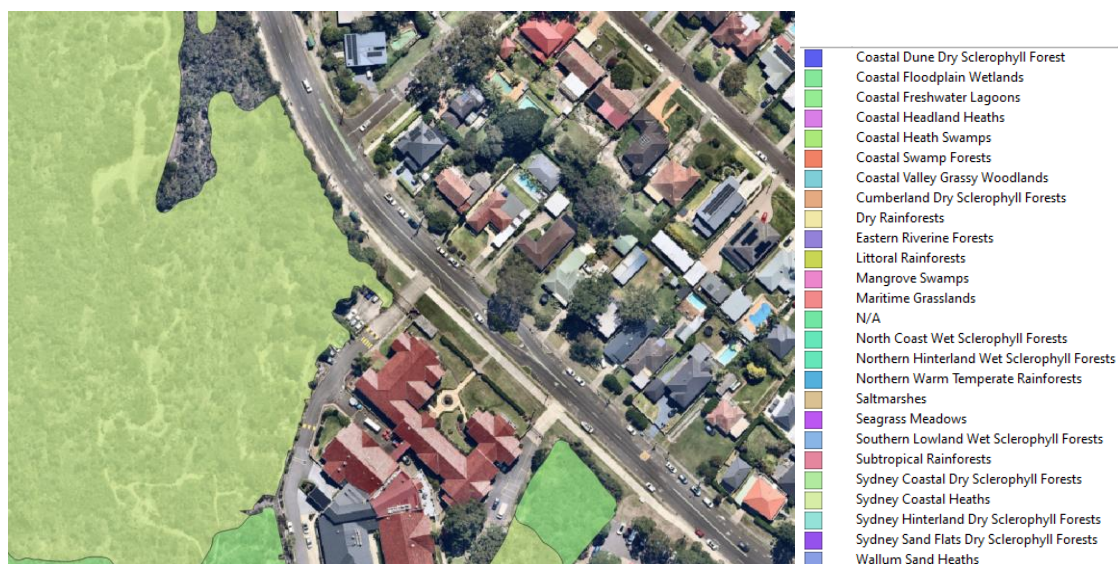 Coastal Dune Dry Sclerophyll Forest
Coastal Floodplain Wetlands
Coastal Freshwater Lagoons
Coastal Headland Heaths
Coastal Heath Swamps
Coastal Swamp Forests
Coastal Valley Grassy Woodlands
Cumberland Dry Sclerophyll Forests
Dry Rainforests
Eastern Riverine Forests
Littoral Rainforests
Mangrove Swamps
Maritime Grasslands
N/A
North Coast Wet Sclerophyll Forests
Northern Hinterland Wet Sclerophyll Forests
Northern Warm Temperate Rainforests
Saltmarshes
Seagrass Meadows
Southern Lowland Wet Sclerophyll Forests
Subtropical Rainforests
Sydney Coastal Dry Sclerophyll Forests
Sydney Coastal Heaths
Sydney Hinterland Dry Sclerophyll Forests
Sydney Sand Flats Dry Sclerophyll Forests
Wallum Sand Heaths